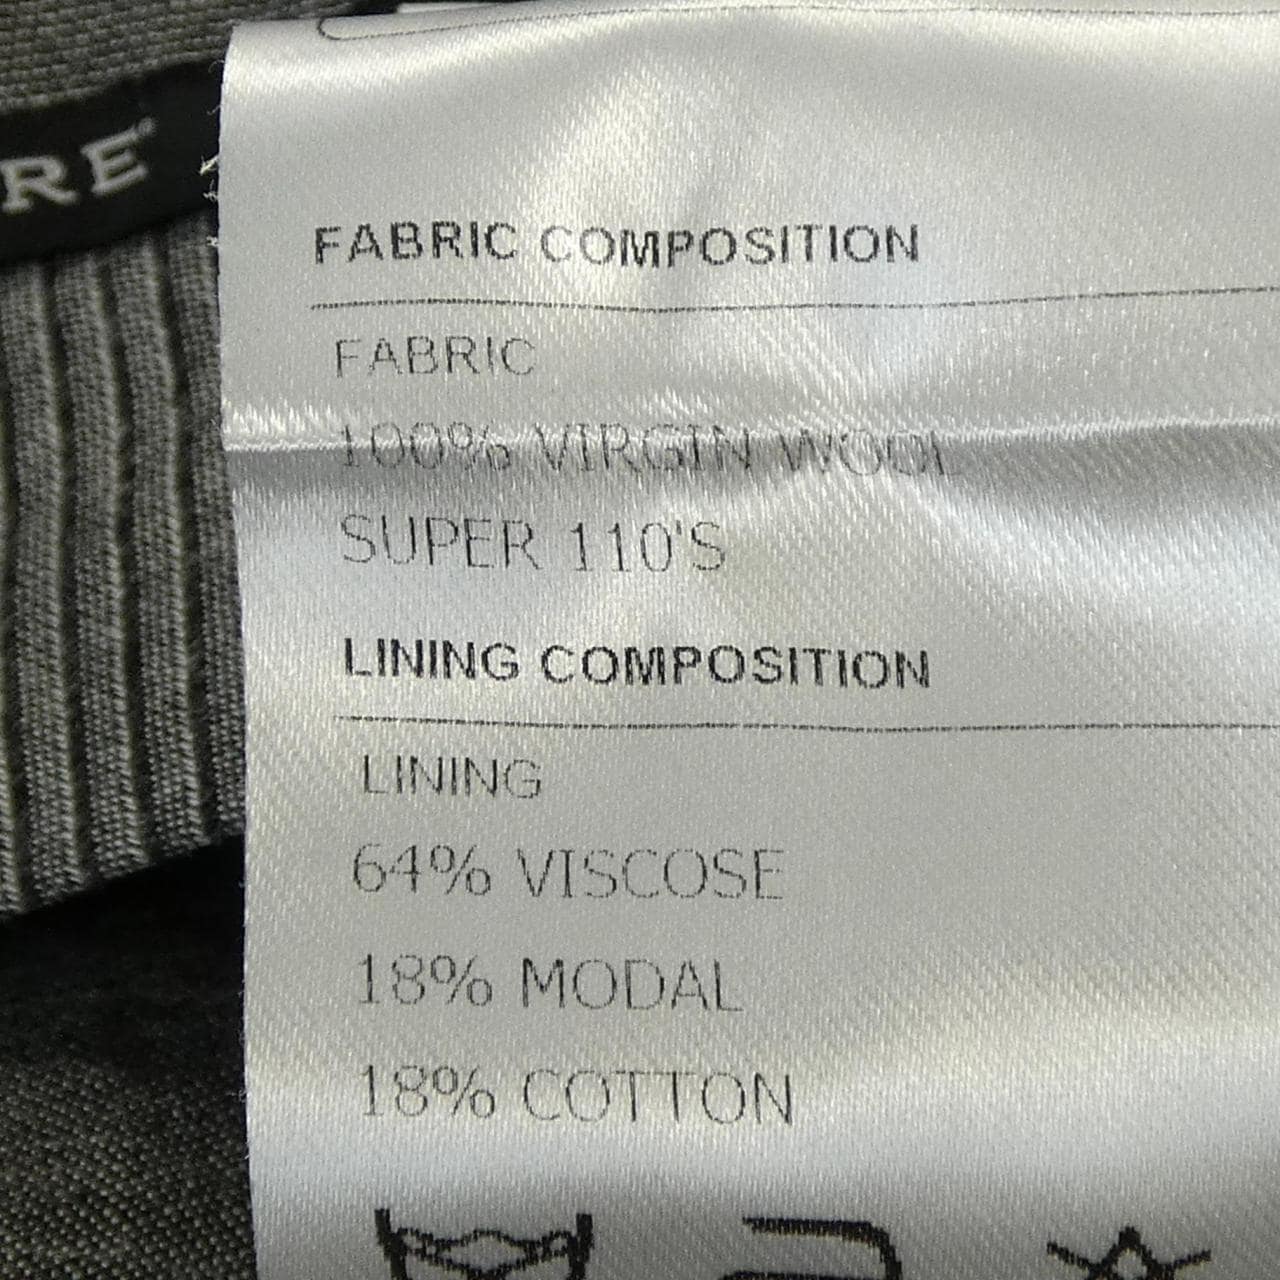 RE
FABRIC COMPOSITION
FABRIC
100% VIRGIN WOOL
SUPER 110'S
LINING COMPOSITION
LINING
64% VISCOSE
18% MODAL
18% COTTON